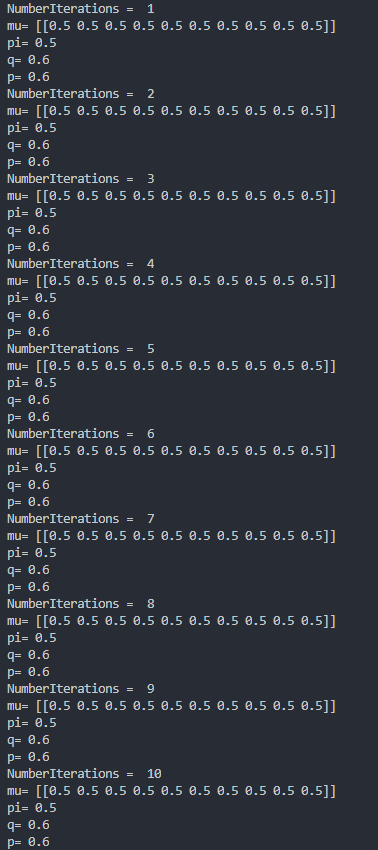 NumberIterations =  1
mu= [[0.5 0.5 0.5 0.5 0.5 0.5 0.5 0.5 0.5 0.5]]
pi= 0.5
q= 0.6
p= 0.6
NumberIterations =  2
mu= [[0.5 0.5 0.5 0.5 0.5 0.5 0.5 0.5 0.5 0.5]]
pi= 0.5
q= 0.6
p= 0.6
NumberIterations =  3
mu= [[0.5 0.5 0.5 0.5 0.5 0.5 0.5 0.5 0.5 0.5]]
pi= 0.5
q= 0.6
p= 0.6
NumberIterations =  4
mu= [[0.5 0.5 0.5 0.5 0.5 0.5 0.5 0.5 0.5 0.5]]
pi= 0.5
q= 0.6
p= 0.6
NumberIterations =  5
mu= [[0.5 0.5 0.5 0.5 0.5 0.5 0.5 0.5 0.5 0.5]]
pi= 0.5
q= 0.6
p= 0.6
NumberIterations =  6
mu= [[0.5 0.5 0.5 0.5 0.5 0.5 0.5 0.5 0.5 0.5]]
pi= 0.5
q= 0.6
p= 0.6
NumberIterations =  7
mu= [[0.5 0.5 0.5 0.5 0.5 0.5 0.5 0.5 0.5 0.5]]
pi= 0.5
q= 0.6
p= 0.6
NumberIterations =  8
mu= [[0.5 0.5 0.5 0.5 0.5 0.5 0.5 0.5 0.5 0.5]]
pi= 0.5
q= 0.6
p= 0.6
NumberIterations =  9
mu= [[0.5 0.5 0.5 0.5 0.5 0.5 0.5 0.5 0.5 0.5]]
pi= 0.5
q= 0.6
p= 0.6
NumberIterations =  10
mu= [[0.5 0.5 0.5 0.5 0.5 0.5 0.5 0.5 0.5 0.5]]
pi= 0.5
q= 0.6
p= 0.6